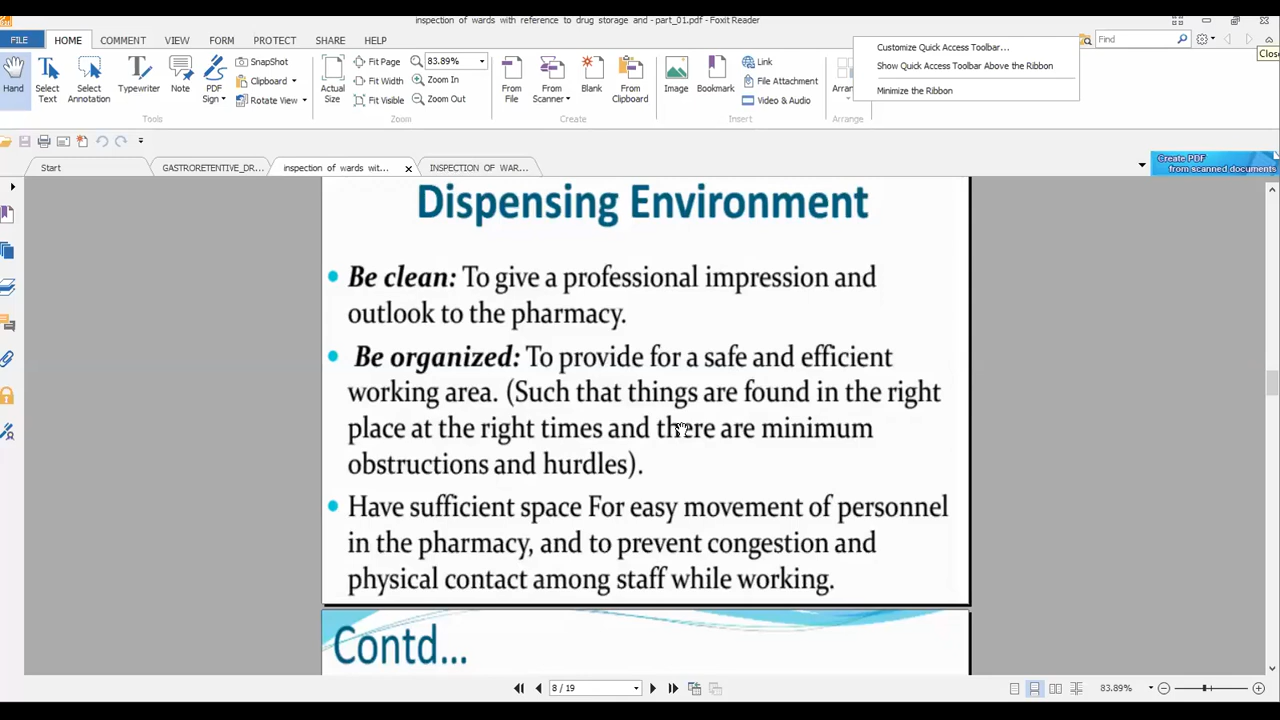 inspection of wards with reference to drug storage and - part_01.pdf - Foxit Reader
FILE HOME COMMENT VIEW FORM PROTECT SHARE HELP
Find
Customize Quick Access Toolbar...
Show Quick Access Toolbar Above the Ribbon
Minimize the Ribbon
Clos
Hand
Select Text
Select Annotation
SnapShot
Clipboard
Rotate View
Tools
Actual Size
Fit Page
Fit Width
Fit Visible
83.89%
Zoom In
Zoom Out
Zoom
Typewriter
Note
PDF Sign
From File
From Scanner
Blank
From Clipboard
Create
Image
Bookmark
Link
File Attachment
Video & Audio
Insert
Arran
Arrange
Start
GASTRORETENTIVE_DR...
inspection of wards wit...
INSPECTION OF WAR...
Create PDF
from scanned documents
Dispensing Environment
• Be clean: To give a professional impression and
outlook to the pharmacy.
• Be organized: To provide for a safe and efficient
working area. (Such that things are found in the right
place at the right times and there are minimum
obstructions and hurdles).
• Have sufficient space For easy movement of personnel
in the pharmacy, and to prevent congestion and
physical contact among staff while working.
Contd...
8 / 19
83.89%